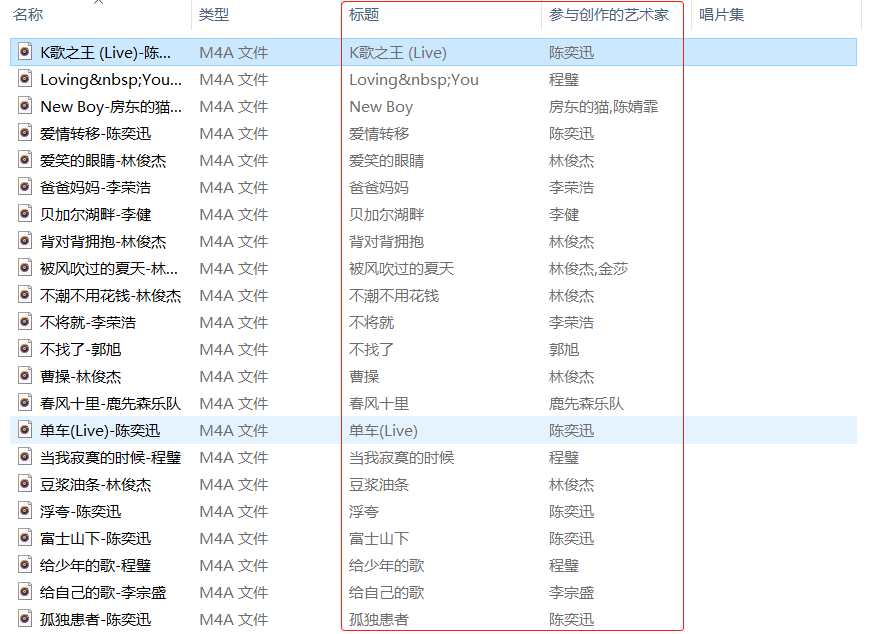 名称 类型 标题 参与创作的艺术家 唱片集
K歌之王 (Live)-陈... M4A 文件 K歌之王 (Live) 陈奕迅
Loving&nbsp;You... M4A 文件 Loving&nbsp;You 程璧
New Boy-房东的猫... M4A 文件 New Boy 房东的猫,陈婧霏
爱情转移-陈奕迅 M4A 文件 爱情转移 陈奕迅
爱笑的眼睛-林俊杰 M4A 文件 爱笑的眼睛 林俊杰
爸爸妈妈-李荣浩 M4A 文件 爸爸妈妈 李荣浩
贝加尔湖畔-李健 M4A 文件 贝加尔湖畔 李健
背对背拥抱-林俊杰 M4A 文件 背对背拥抱 林俊杰
被风吹过的夏天-林... M4A 文件 被风吹过的夏天 林俊杰,金莎
不潮不用花钱-林俊杰 M4A 文件 不潮不用花钱 林俊杰
不将就-李荣浩 M4A 文件 不将就 李荣浩
不找了-郭旭 M4A 文件 不找了 郭旭
曹操-林俊杰 M4A 文件 曹操 林俊杰
春风十里-鹿先森乐队 M4A 文件 春风十里 鹿先森乐队
单车(Live)-陈奕迅 M4A 文件 单车(Live) 陈奕迅
当我寂寞的时候-程璧 M4A 文件 当我寂寞的时候 程璧
豆浆油条-林俊杰 M4A 文件 豆浆油条 林俊杰
浮夸-陈奕迅 M4A 文件 浮夸 陈奕迅
富士山下-陈奕迅 M4A 文件 富士山下 陈奕迅
给少年的歌-程璧 M4A 文件 给少年的歌 程璧
给自己的歌-李宗盛 M4A 文件 给自己的歌 李宗盛
孤独患者-陈奕迅 M4A 文件 孤独患者 陈奕迅